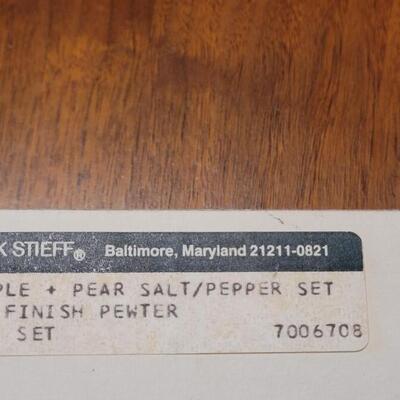 K STIEFF® Baltimore, Maryland 21211-0821
PLE + PEAR SALT/PEPPER SET
FINISH PEWTER
SET 7006708